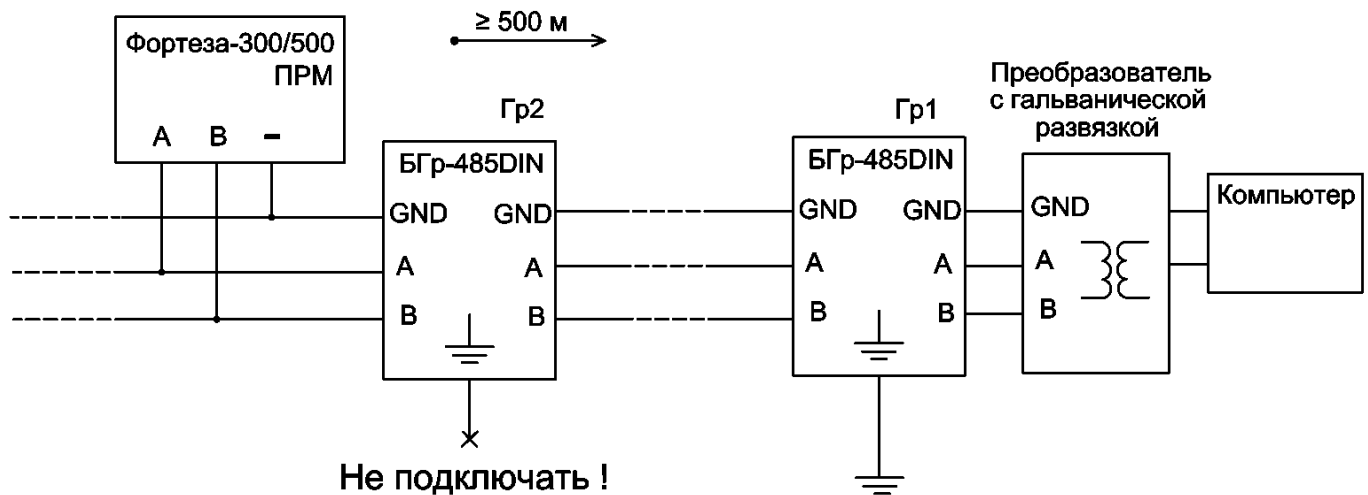 Фортеза-300/500
ПРМ
А В -
≥ 500 м
Гр2
БГр-485DIN
GND GND
А А
В В
Не подключать !
Гр1
БГр-485DIN
GND GND
А А
В В
Преобразователь
с гальванической
развязкой
GND
А
В
Компьютер